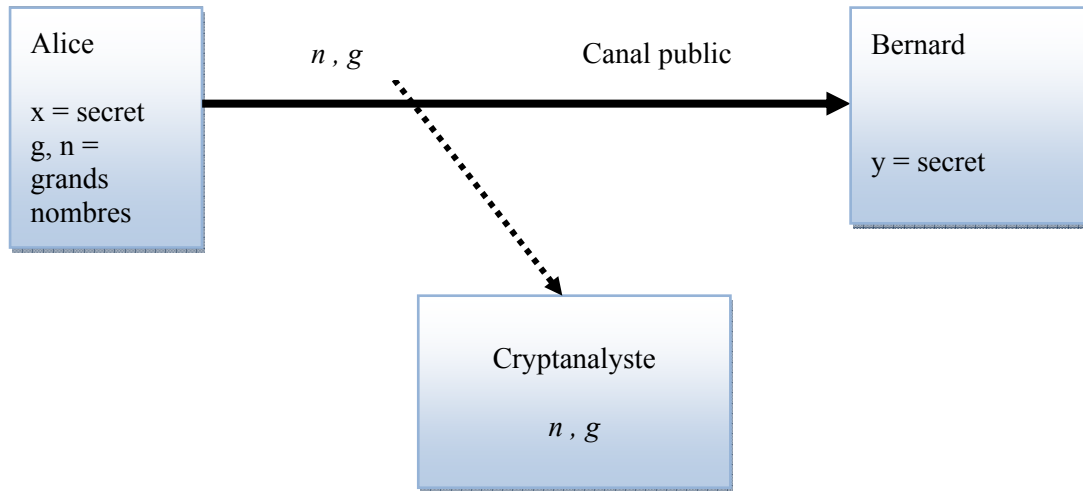 Alice
x = secret
g, n =
grands
nombres
n , g
Canal public
Bernard
y = secret
Cryptanalyste
n , g